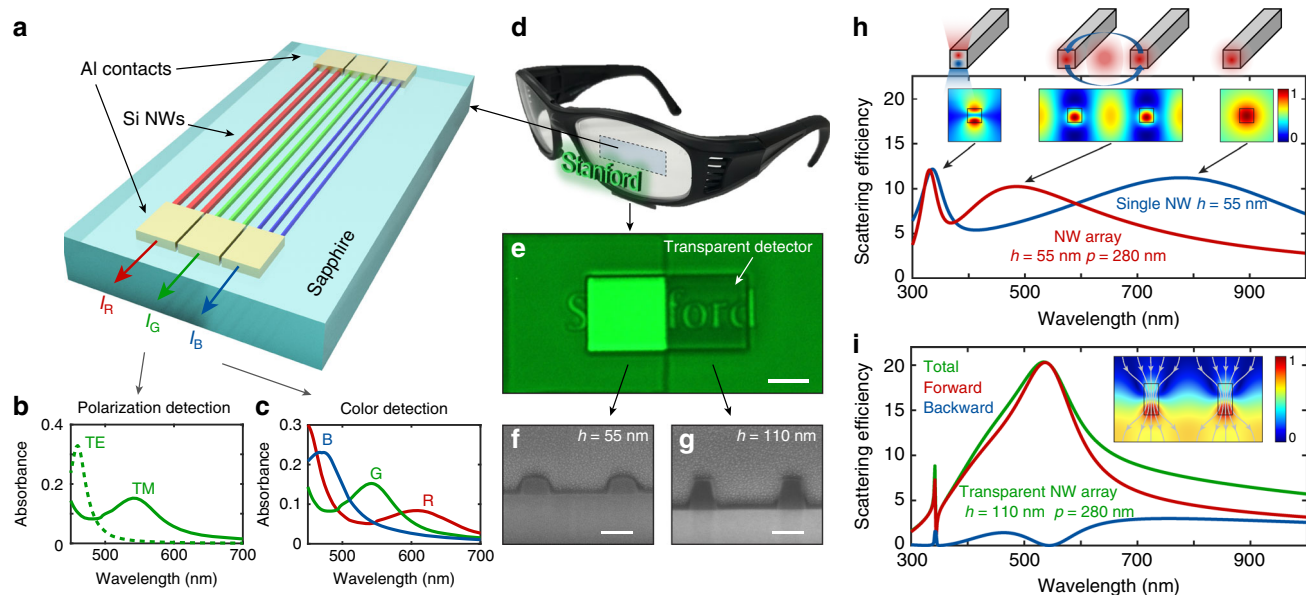 a
Al contacts
Si NWs
Sapphire
I_R
I_G
I_B
b
Polarization detection
TE
TM
Absorbance
0.4
0.2
0
500
600
700
Wavelength (nm)
c
Color detection
B
G
R
Absorbance
0.3
0.2
0.1
0
500
600
700
Wavelength (nm)
d
Stanford
e
Transparent detector
Stanford
f
h = 55 nm
g
h = 110 nm
h
Scattering efficiency
20
15
10
5
0
1
0
1
0
Single NW h = 55 nm
NW array
h = 55 nm p = 280 nm
300
500
700
900
Wavelength (nm)
i
Scattering efficiency
20
15
10
5
0
Total
Forward
Backward
1
0
Transparent NW array
h = 110 nm p = 280 nm
300
500
700
900
Wavelength (nm)